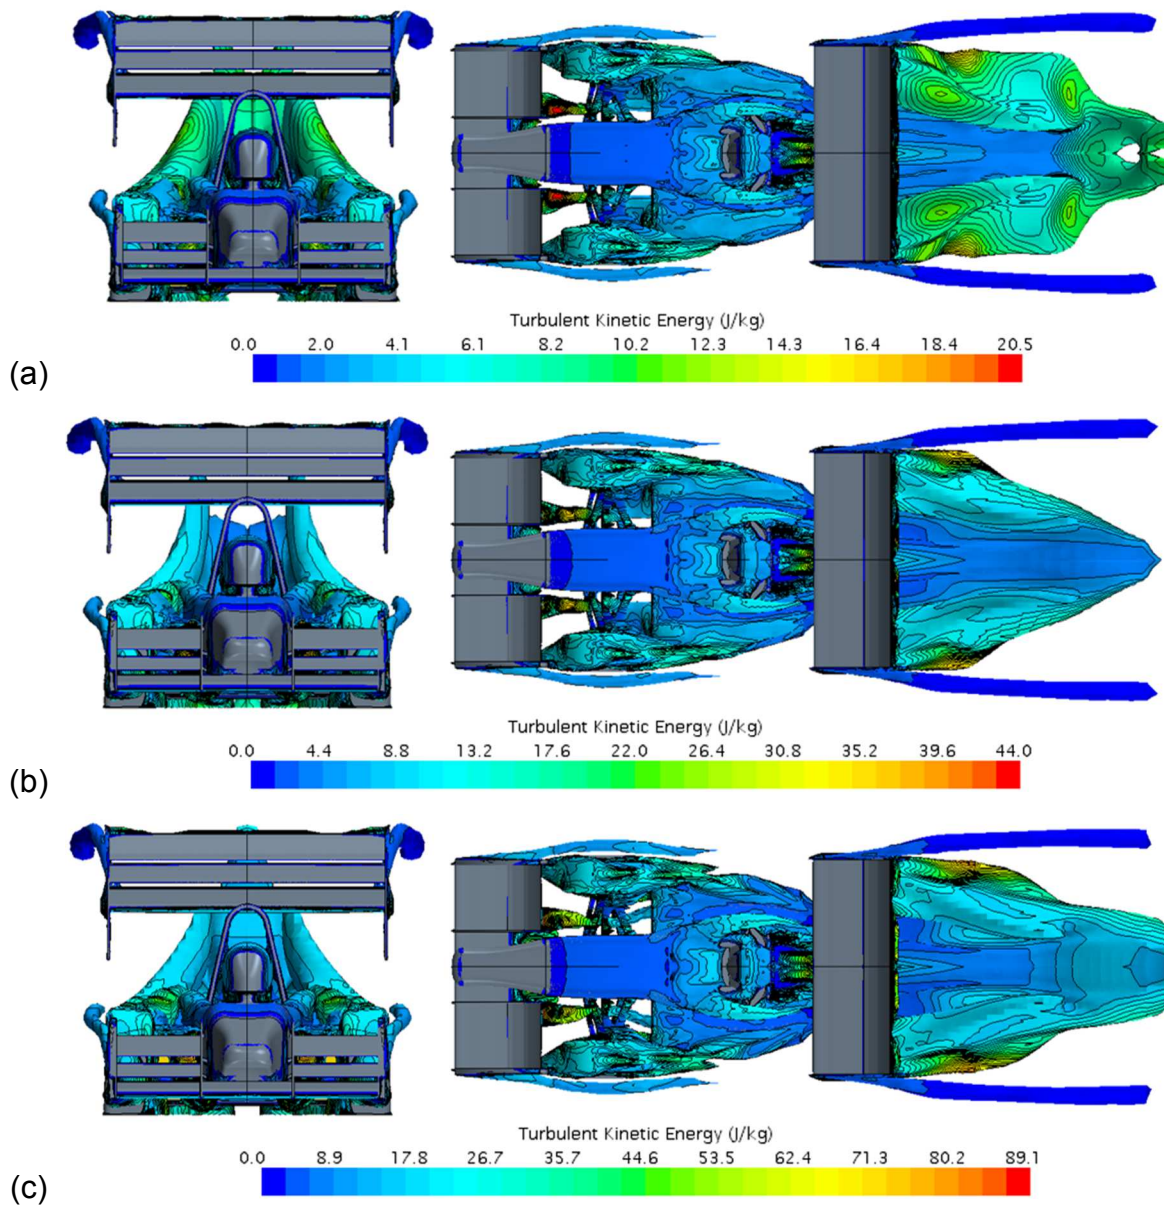 Turbulent Kinetic Energy (J/kg)
0.0 2.0 4.1 6.1 8.2 10.2 12.3 14.3 16.4 18.4 20.5
(a)
Turbulent Kinetic Energy (J/kg)
0.0 4.4 8.8 13.2 17.6 22.0 26.4 30.8 35.2 39.6 44.0
(b)
Turbulent Kinetic Energy (J/kg)
0.0 8.9 17.8 26.7 35.7 44.6 53.5 62.4 71.3 80.2 89.1
(c)